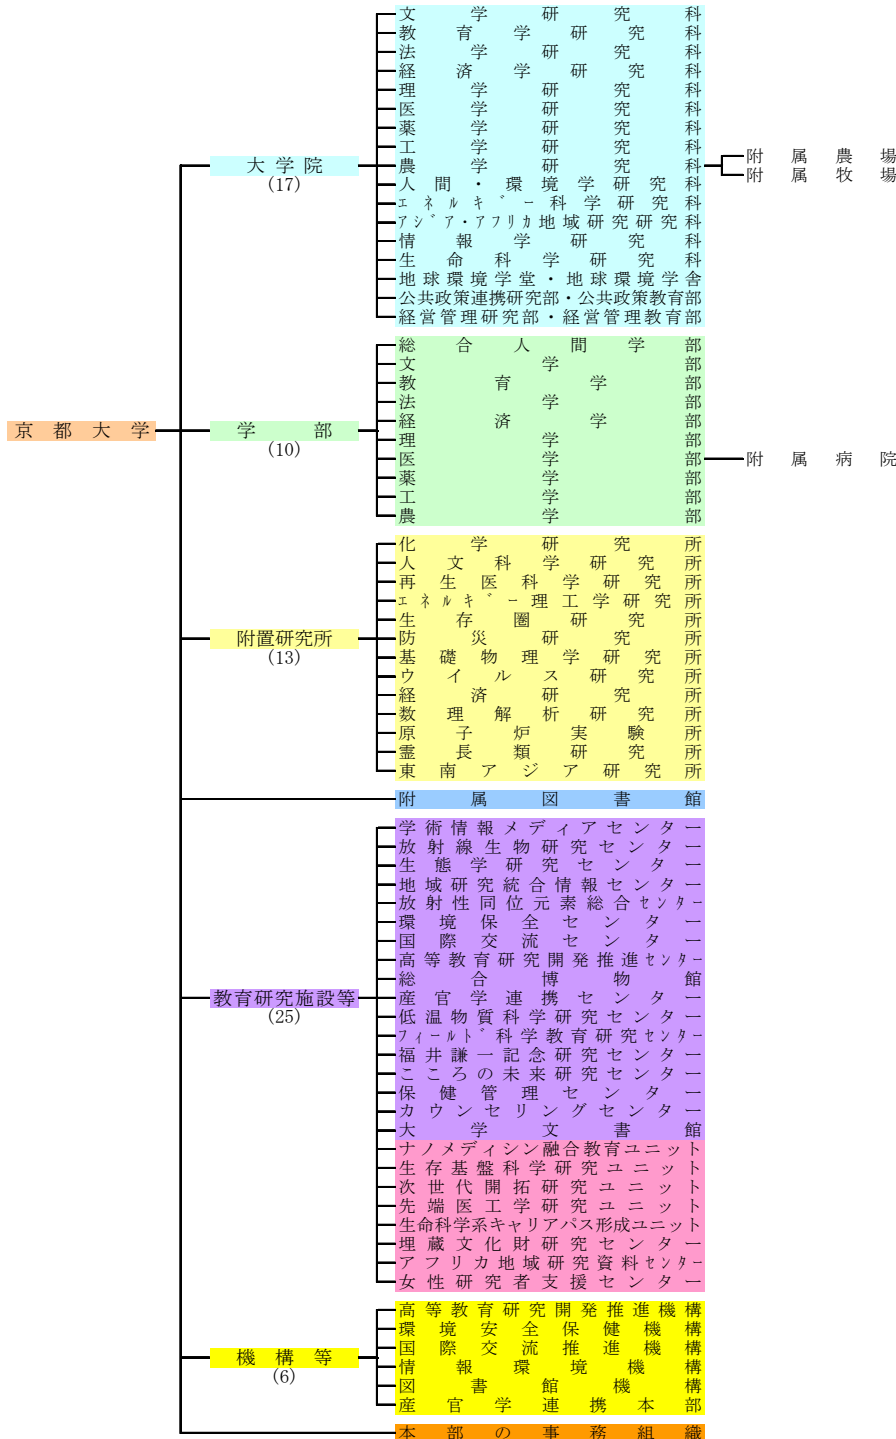 京都大学
大学院
(17)
文学研究科
教育学研究科
法学研究科
経済学研究科
理学研究科
医学研究科
薬学研究科
工学研究科
農学研究科
附属農場
附属牧場
人間・環境学研究科
エネルギー科学研究科
アジア・アフリカ地域研究研究科
情報学研究科
生命科学研究科
地球環境学堂・地球環境学舎
公共政策連携研究部・公共政策教育部
経営管理研究部・経営管理教育部
学部
(10)
総合人間学部
文学部
教育学部
法学部
経済学部
理学部
医学部
附属病院
薬学部
工学部
農学部
附置研究所
(13)
化学研究所
人文科学研究所
再生医科学研究所
エネルギー理工学研究所
生存圏研究所
防災研究所
基礎物理学研究所
ウイルス研究所
経済研究所
数理解析研究所
原子炉実験所
霊長類研究所
東南アジア研究所
附属図書館
教育研究施設等
(25)
学術情報メディアセンター
放射線生物研究センター
生態学研究センター
地域研究統合情報センター
放射性同位元素総合センター
環境保全センター
国際交流センター
高等教育研究開発推進センター
総合博物館
産官学連携センター
低温物質科学研究センター
フィールド科学教育研究センター
福井謙一記念研究センター
こころの未来研究センター
保健管理センター
カウンセリングセンター
大学文書館
ナノメディシン融合教育ユニット
生存基盤科学研究ユニット
次世代開拓研究ユニット
先端医工学研究ユニット
生命科学系キャリアパス形成ユニット
埋蔵文化財研究センター
アフリカ地域研究資料センター
女性研究者支援センター
機構等
(6)
高等教育研究開発推進機構
環境安全保健機構
国際交流推進機構
情報環境機構
図書館機構
産官学連携本部
本部の事務組織